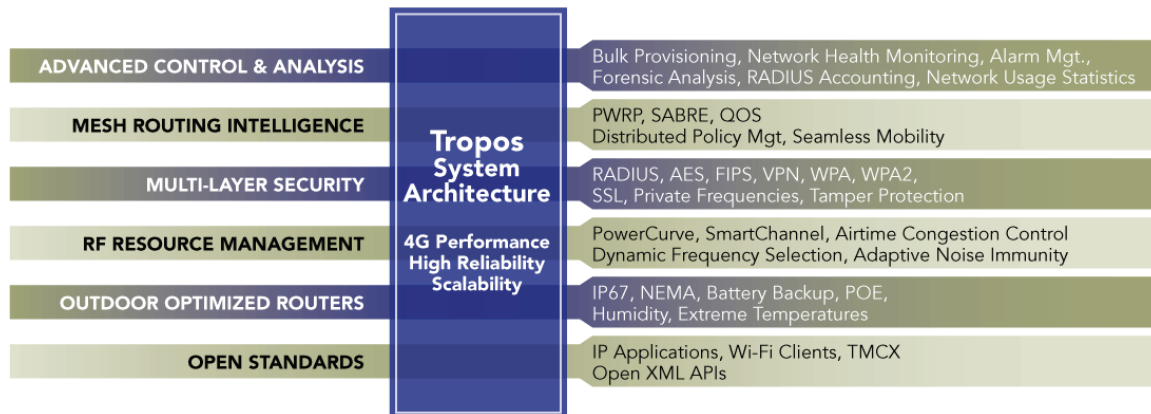 ADVANCED CONTROL & ANALYSIS
Bulk Provisioning, Network Health Monitoring, Alarm Mgt.,
Forensic Analysis, RADIUS Accounting, Network Usage Statistics
MESH ROUTING INTELLIGENCE
PWRP, SABRE, QOS
Distributed Policy Mgt, Seamless Mobility
MULTI-LAYER SECURITY
RADIUS, AES, FIPS, VPN, WPA, WPA2,
SSL, Private Frequencies, Tamper Protection
RF RESOURCE MANAGEMENT
PowerCurve, SmartChannel, Airtime Congestion Control
Dynamic Frequency Selection, Adaptive Noise Immunity
OUTDOOR OPTIMIZED ROUTERS
IP67, NEMA, Battery Backup, POE,
Humidity, Extreme Temperatures
OPEN STANDARDS
IP Applications, Wi-Fi Clients, TMCX
Open XML APIs
Tropos
System
Architecture
4G Performance
High Reliability
Scalability